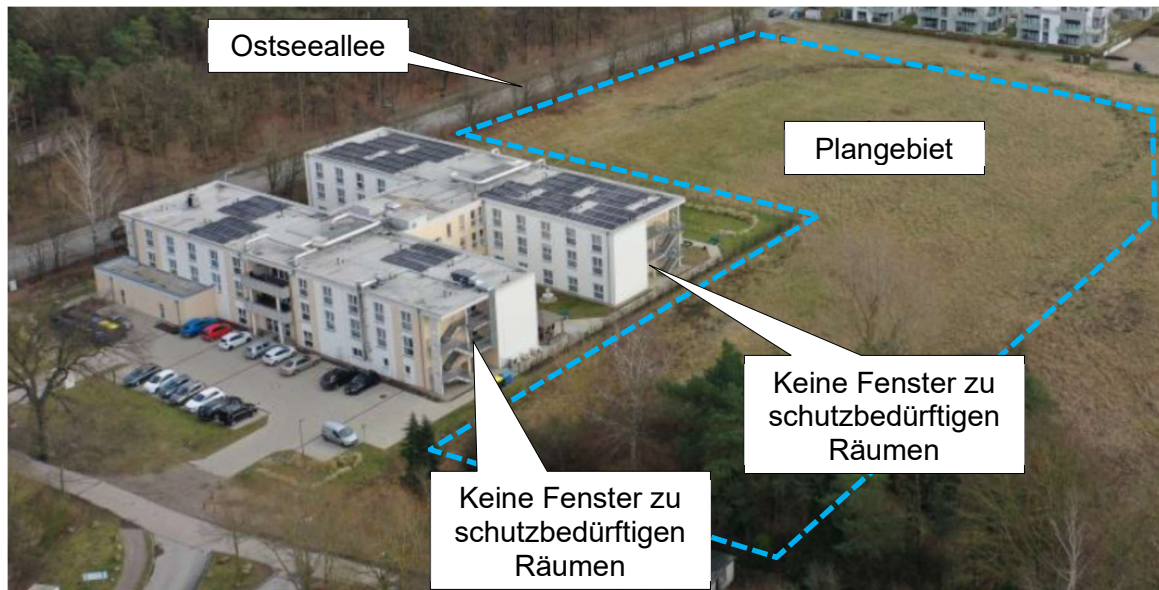 Ostseeallee
Plangebiet
Keine Fenster zu
schutzbedürftigen
Räumen
Keine Fenster zu
schutzbedürftigen
Räumen